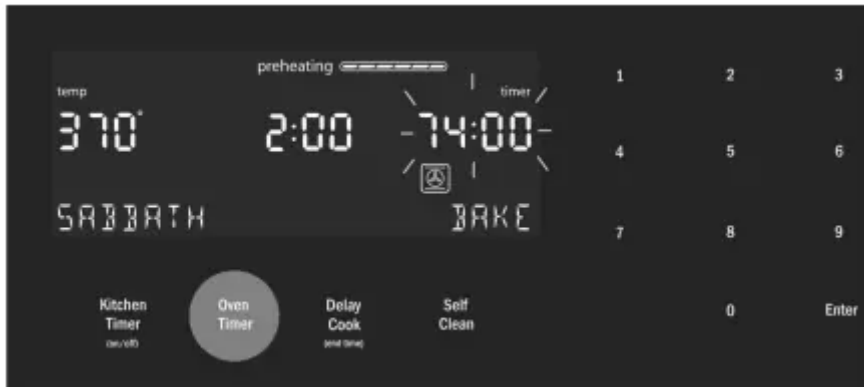 preheating
temp timer
370° 2:00 74:00
SABBATH BAKE
1 2 3
4 5 6
7 8 9
0 Enter
Kitchen Timer (on/off)
Oven Timer
Delay Cook (end time)
Self Clean